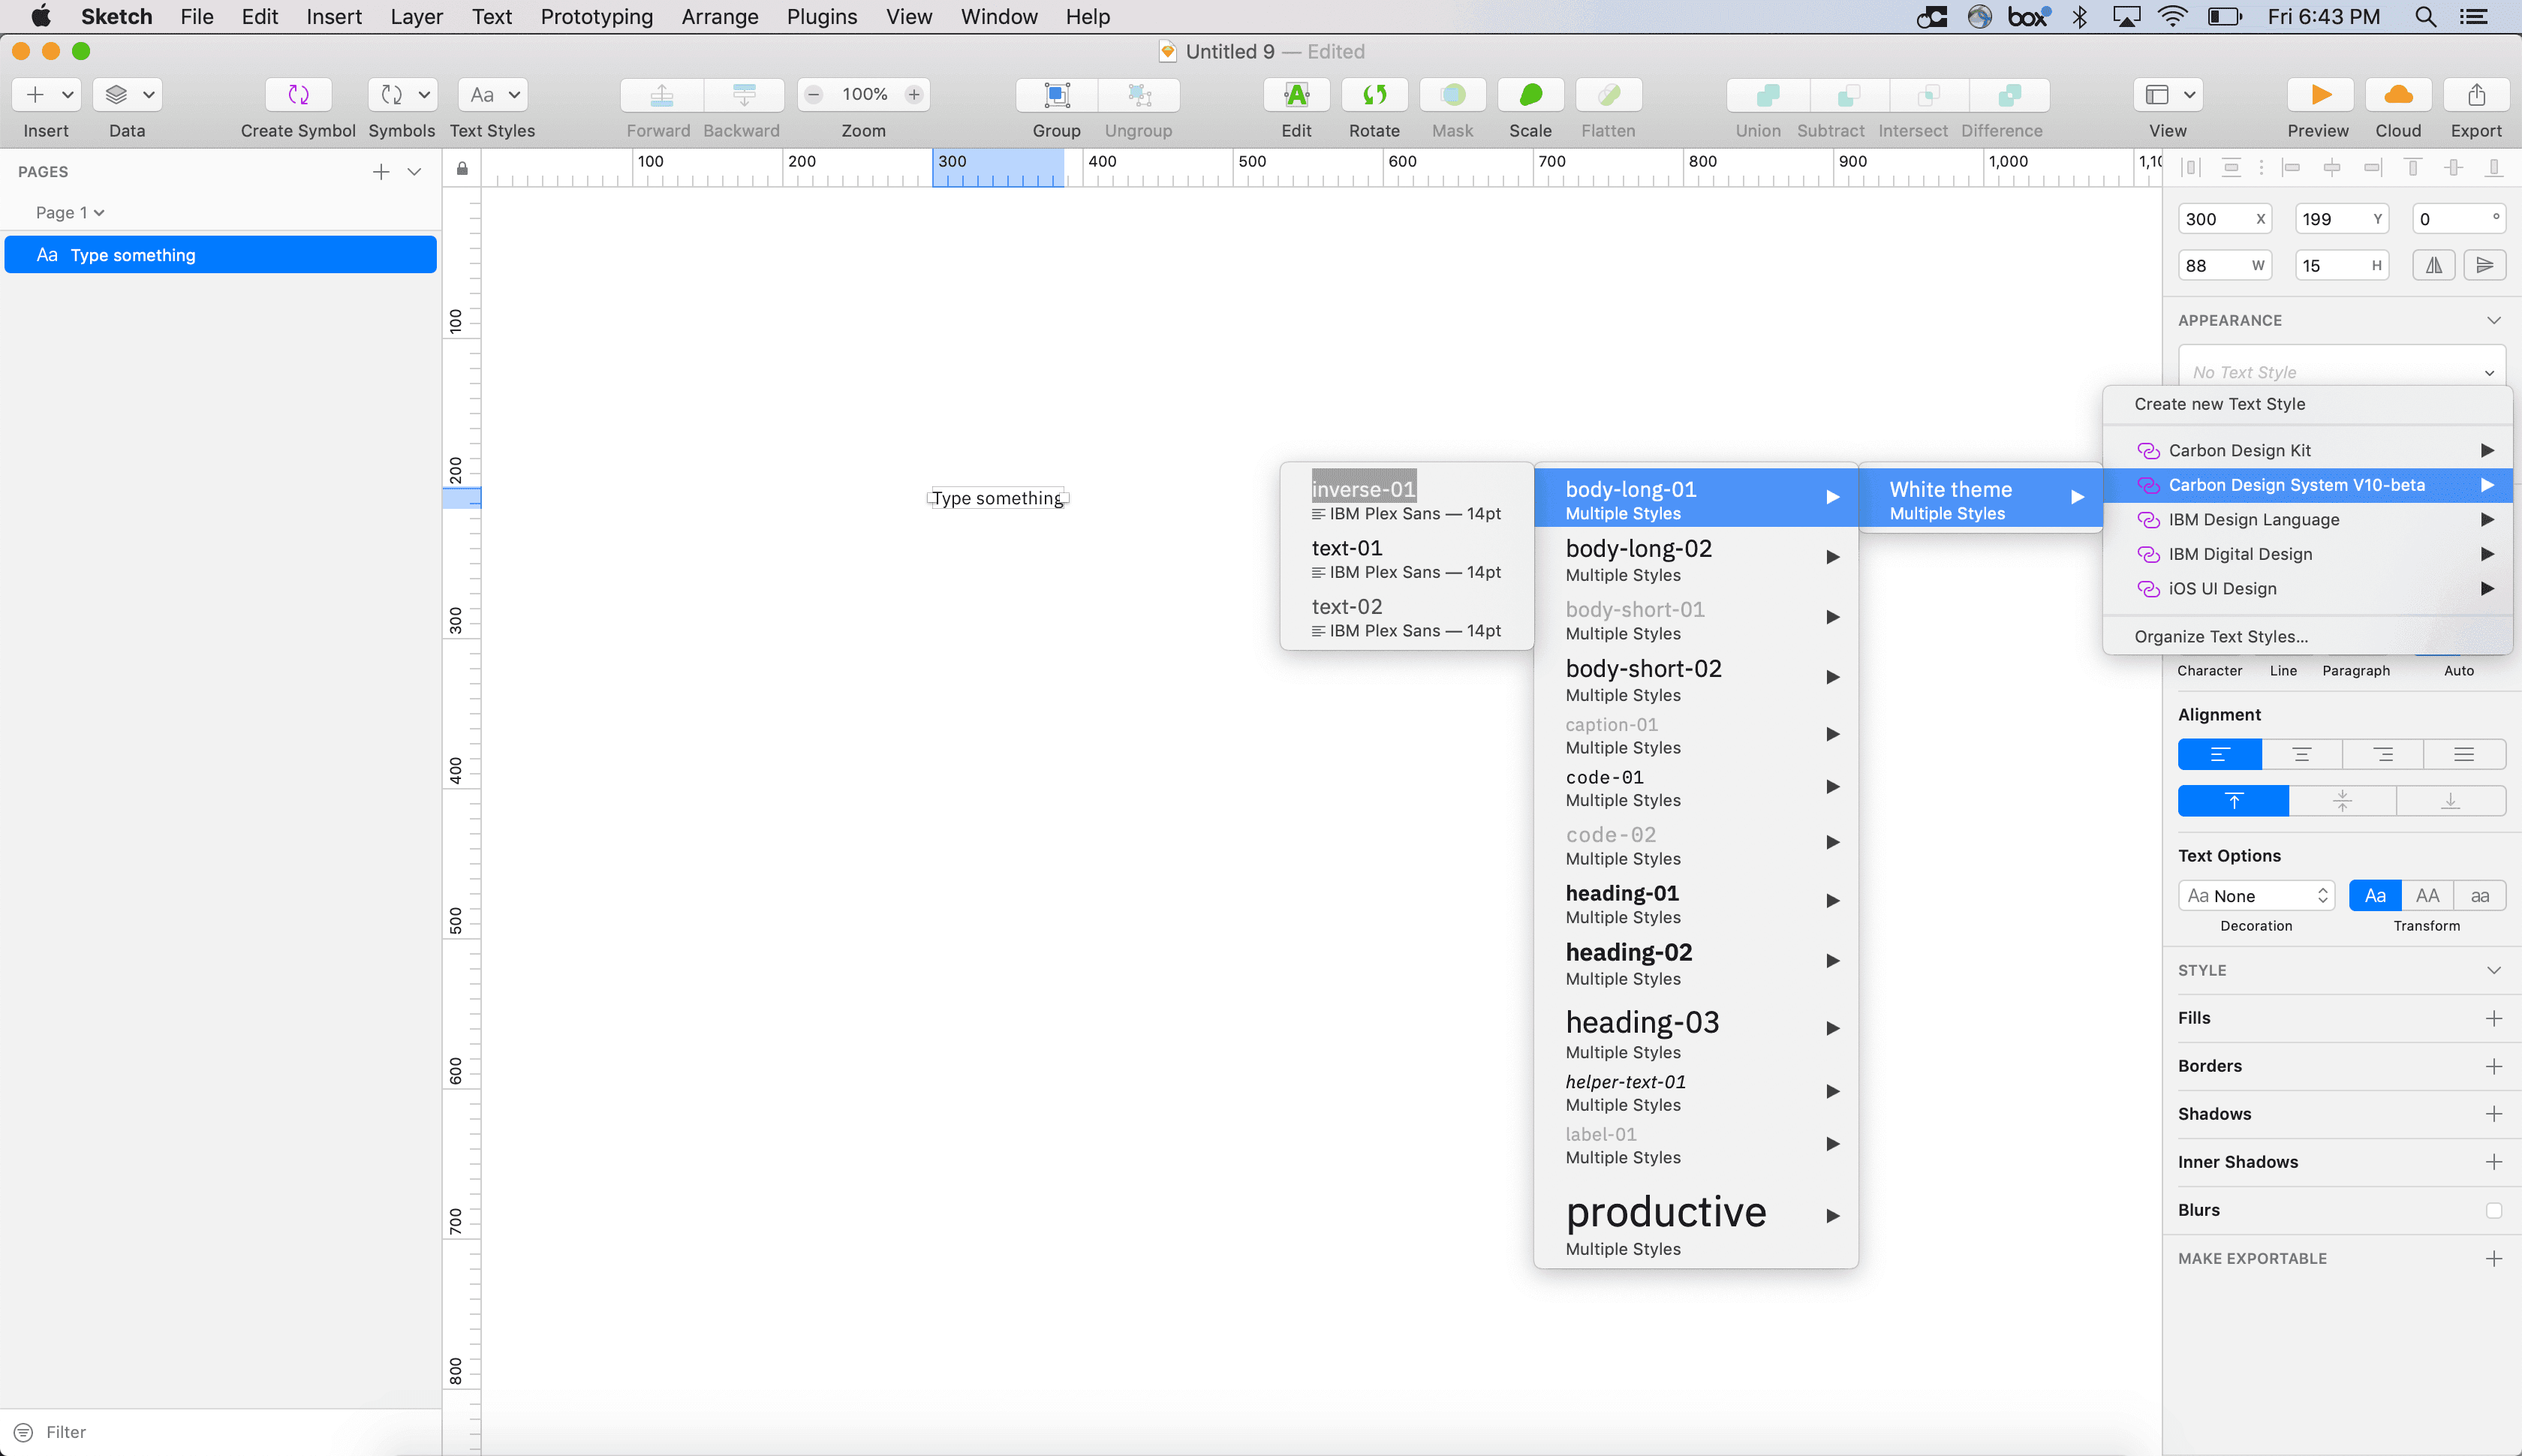 Sketch File Edit Insert Layer Text Prototyping Arrange Plugins View Window Help box Fri 6:43 PM
Untitled 9 — Edited
100%
Insert Data Create Symbol Symbols Text Styles Forward Backward Zoom Group Ungroup Edit Rotate Mask Scale Flatten Union Subtract Intersect Difference View Preview Cloud Export
PAGES
Page 1
Aa Type something
Filter
100 200 300 400 500 600 700 800 900 1,000 1,10
100
200
300
400
500
600
700
800
Type something
inverse-01
IBM Plex Sans — 14pt
text-01
IBM Plex Sans — 14pt
text-02
IBM Plex Sans — 14pt
body-long-01
Multiple Styles
body-long-02
Multiple Styles
body-short-01
Multiple Styles
body-short-02
Multiple Styles
caption-01
Multiple Styles
code-01
Multiple Styles
code-02
Multiple Styles
heading-01
Multiple Styles
heading-02
Multiple Styles
heading-03
Multiple Styles
helper-text-01
Multiple Styles
label-01
Multiple Styles
productive
Multiple Styles
White theme
Multiple Styles
300 X 199 Y 0 °
88 W 15 H
APPEARANCE
No Text Style
Create new Text Style
Carbon Design Kit
Carbon Design System V10-beta
IBM Design Language
IBM Digital Design
iOS UI Design
Organize Text Styles...
Character Line Paragraph Auto
Alignment
Text Options
Aa None Aa AA aa
Decoration Transform
STYLE
Fills
Borders
Shadows
Inner Shadows
Blurs
MAKE EXPORTABLE